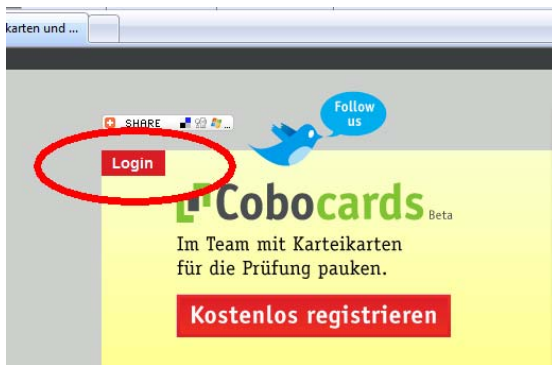 karten und ...
Follow
us
SHARE ...
Login
Cobocards Beta
Im Team mit Karteikarten
für die Prüfung pauken.
Kostenlos registrieren